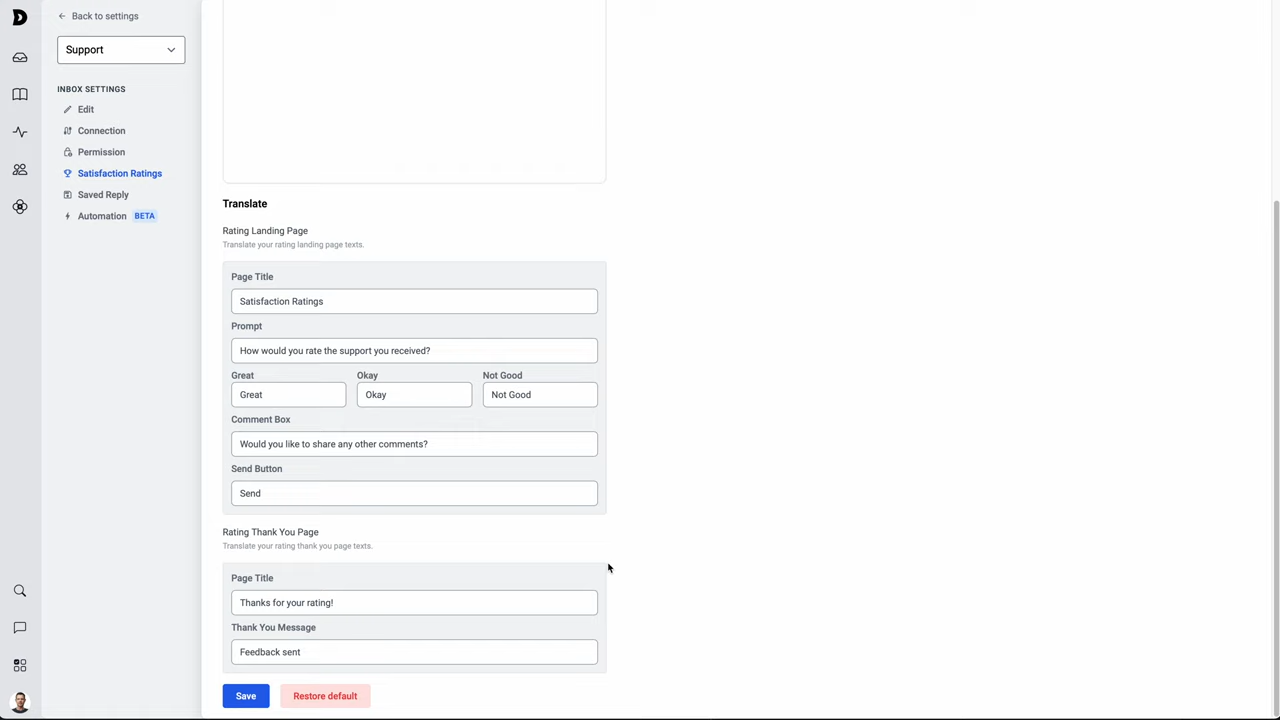 Back to settings
Support
INBOX SETTINGS
Edit
Connection
Permission
Satisfaction Ratings
Saved Reply
Automation BETA
Translate
Rating Landing Page
Translate your rating landing page texts.
Page Title
Satisfaction Ratings
Prompt
How would you rate the support you received?
Great Okay Not Good
Great Okay Not Good
Comment Box
Would you like to share any other comments?
Send Button
Send
Rating Thank You Page
Translate your rating thank you page texts.
Page Title
Thanks for your rating!
Thank You Message
Feedback sent
Save Restore default